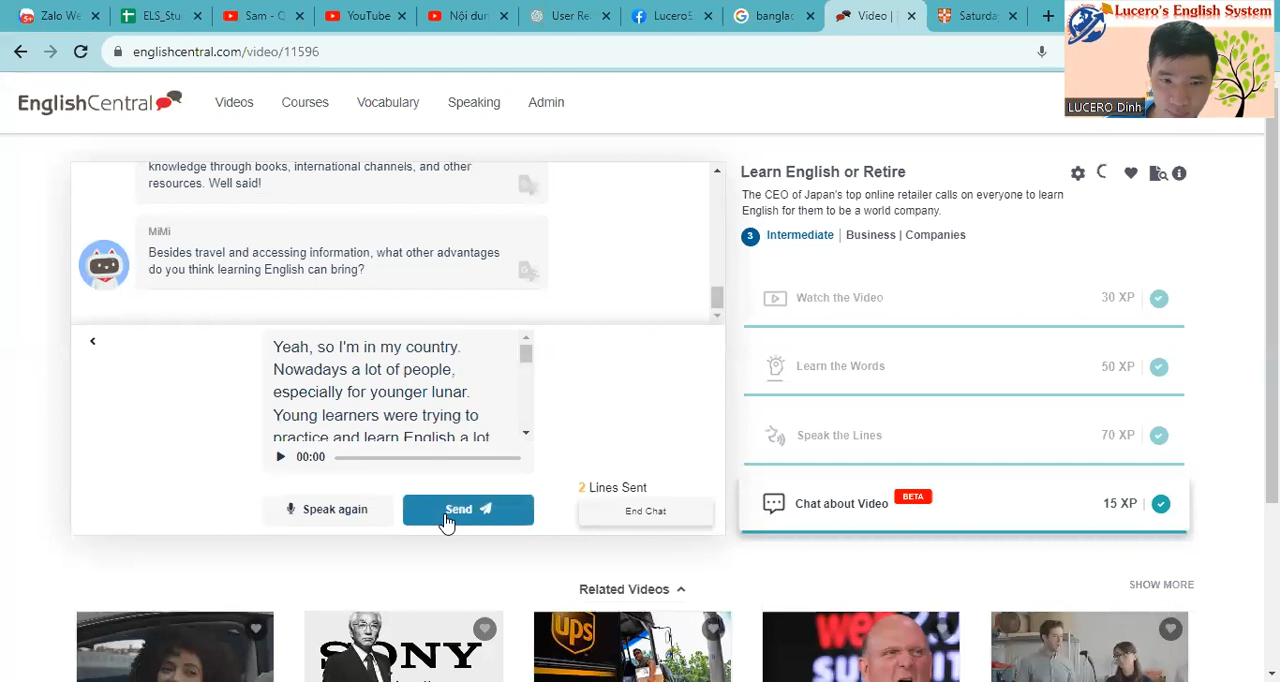 Zalo We
ELS_Stu
Sam - Q
YouTube
Nội dun
User Re
Lucero
banglad
Video |
Saturda
englishcentral.com/video/11596
Lucero's English System
LUCERO Dinh
EnglishCentral
Videos
Courses
Vocabulary
Speaking
Admin
knowledge through books, international channels, and other
resources. Well said!
MiMi
Besides travel and accessing information, what other advantages
do you think learning English can bring?
Yeah, so I'm in my country.
Nowadays a lot of people,
especially for younger lunar.
Young learners were trying to
practice and learn English a lot
00:00
Speak again
Send
2 Lines Sent
End Chat
Learn English or Retire
The CEO of Japan's top online retailer calls on everyone to learn
English for them to be a world company.
3 Intermediate | Business | Companies
Watch the Video 30 XP
Learn the Words 50 XP
Speak the Lines 70 XP
Chat about Video BETA 15 XP
Related Videos
SHOW MORE
SONY
ups